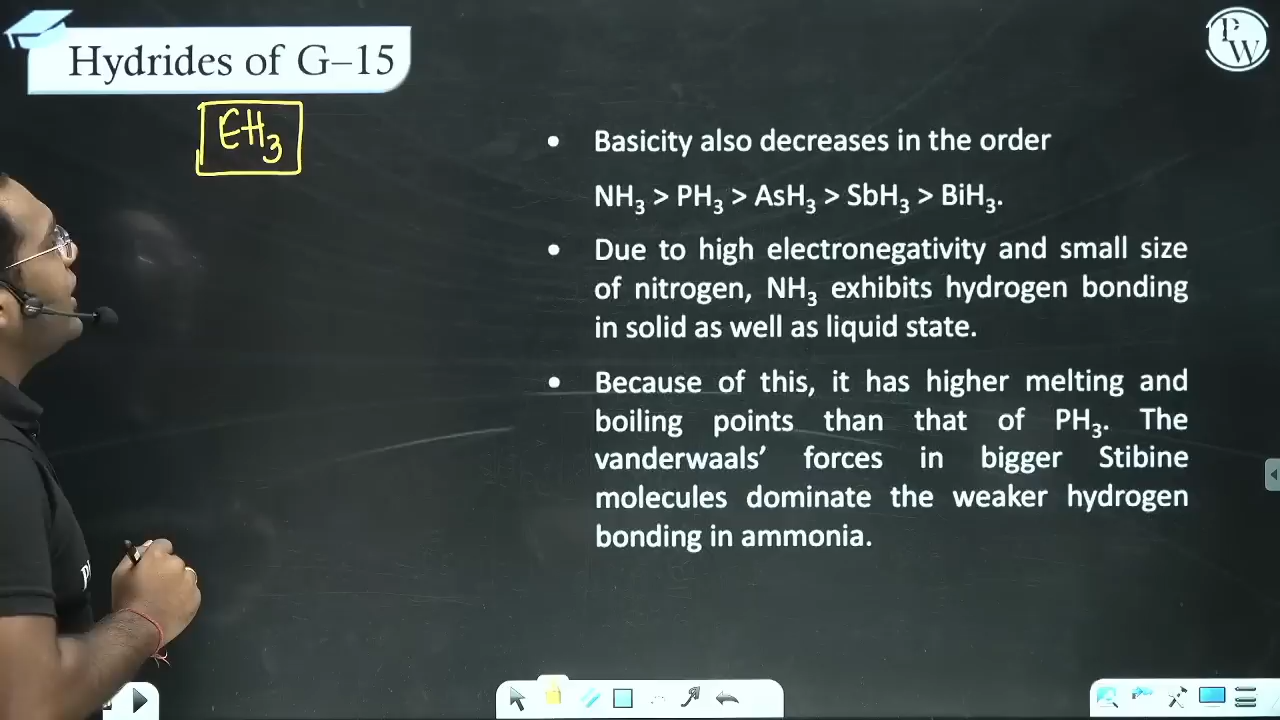 Hydrides of G–15
EH₃
• Basicity also decreases in the order
NH₃ > PH₃ > AsH₃ > SbH₃ > BiH₃.
• Due to high electronegativity and small size
of nitrogen, NH₃ exhibits hydrogen bonding
in solid as well as liquid state.
• Because of this, it has higher melting and
boiling points than that of PH₃. The
vanderwaals’ forces in bigger Stibine
molecules dominate the weaker hydrogen
bonding in ammonia.
PW